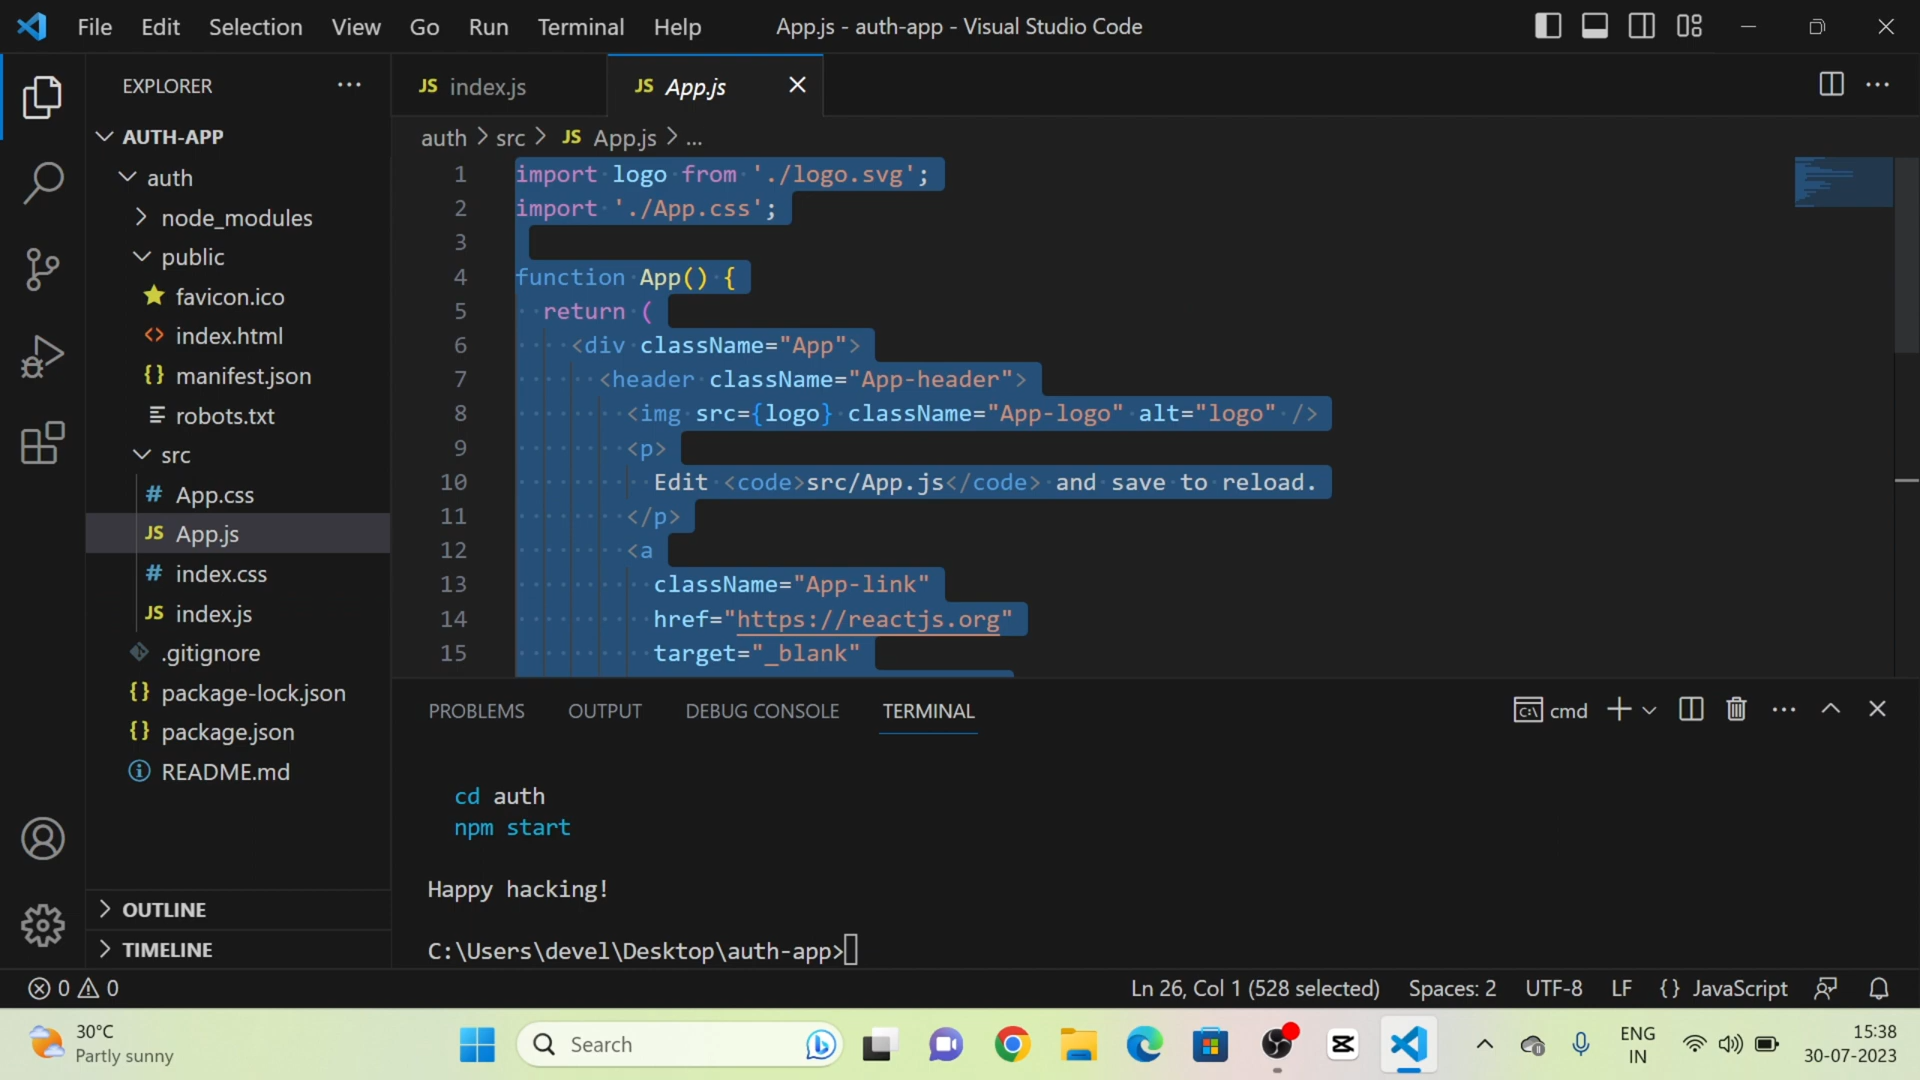 File Edit Selection View Go Run Terminal Help App.js - auth-app - Visual Studio Code
EXPLORER ...
AUTH-APP
auth
node_modules
public
favicon.ico
<> index.html
{} manifest.json
robots.txt
src
# App.css
JS App.js
# index.css
JS index.js
.gitignore
{} package-lock.json
{} package.json
README.md
OUTLINE
TIMELINE
JS index.js JS App.js
auth > src > JS App.js > ...
1 import logo from './logo.svg';
2 import './App.css';
3
4 function App() {
5 return (
6 <div className="App">
7 <header className="App-header">
8 <img src={logo} className="App-logo" alt="logo" />
9 <p>
10 Edit <code>src/App.js</code> and save to reload.
11 </p>
12 <a
13 className="App-link"
14 href="https://reactjs.org"
15 target="_blank"
PROBLEMS OUTPUT DEBUG CONSOLE TERMINAL cmd
cd auth
npm start
Happy hacking!
C:\Users\devel\Desktop\auth-app>
0 0 Ln 26, Col 1 (528 selected) Spaces: 2 UTF-8 LF {} JavaScript
30°C
Partly sunny
Search
ENG
IN
15:38
30-07-2023